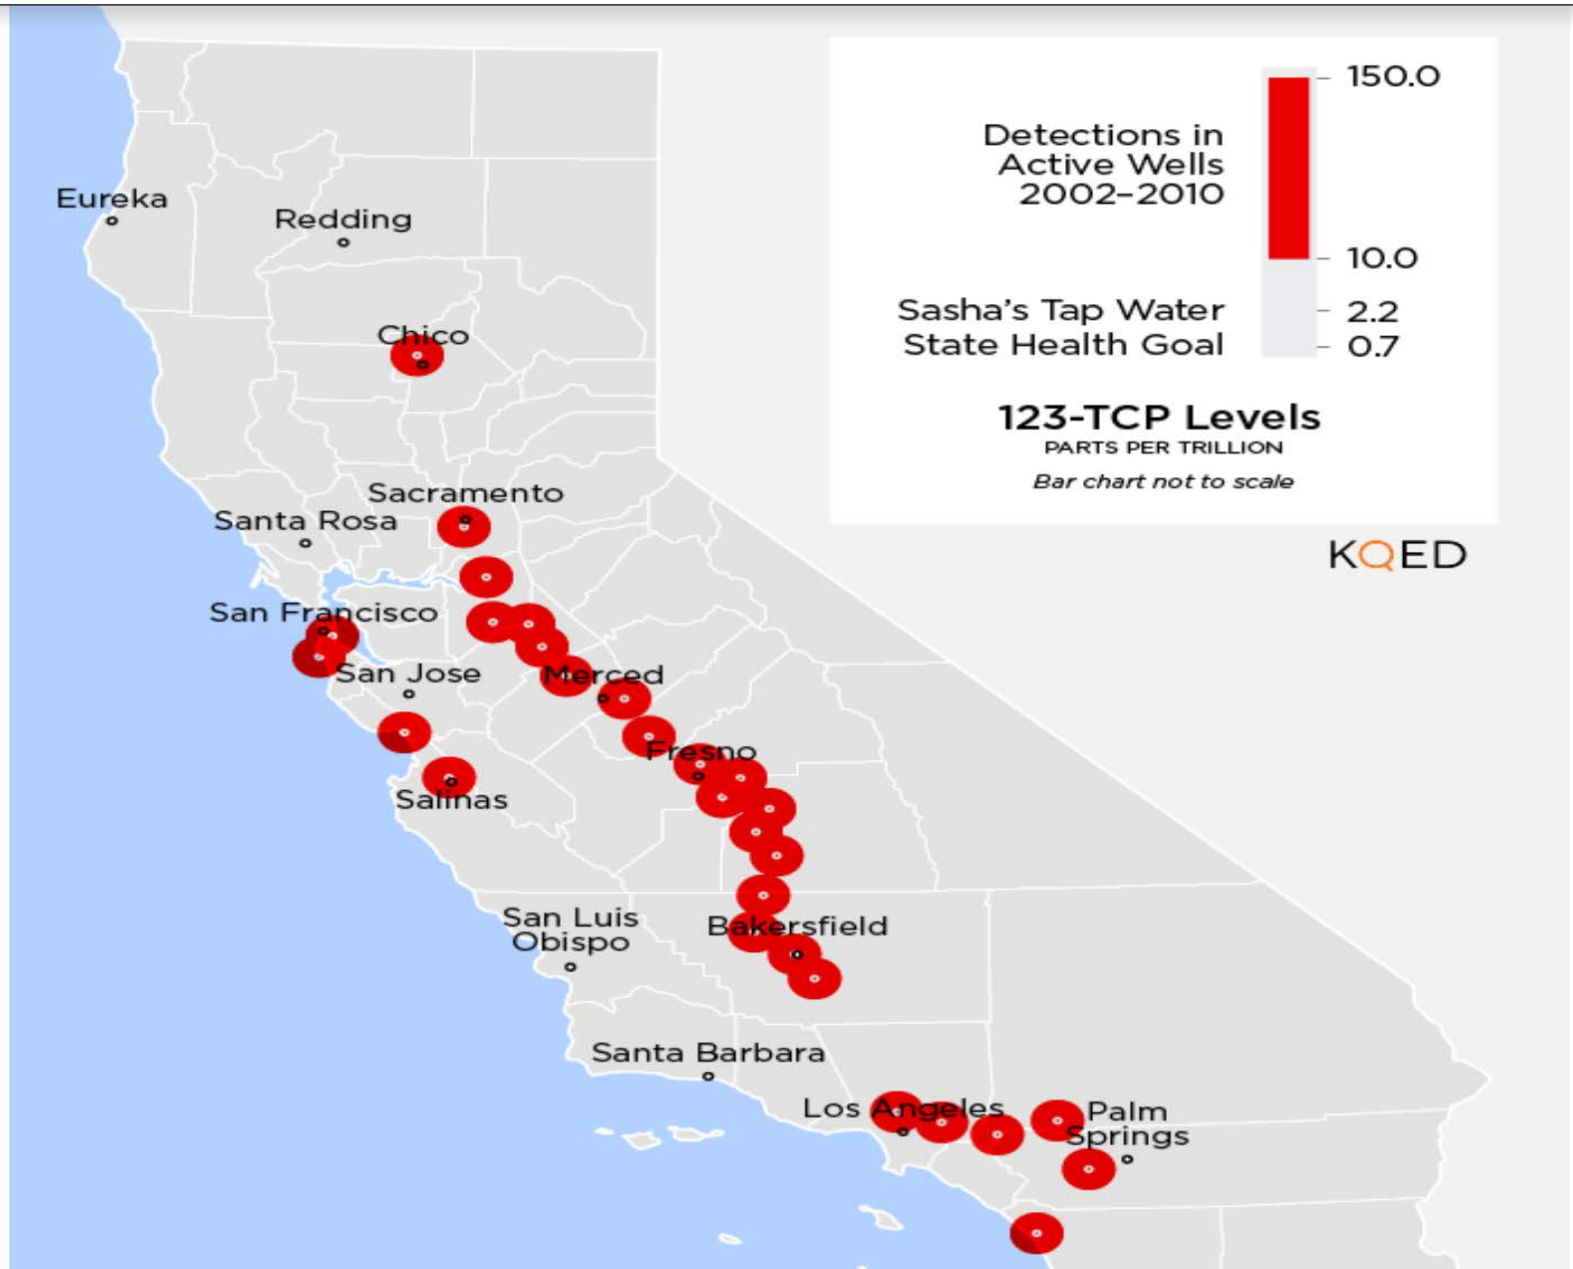 150.0
Detections in
Active Wells
2002–2010
10.0
Sasha's Tap Water
2.2
State Health Goal
0.7
123-TCP Levels
PARTS PER TRILLION
Bar chart not to scale
KQED
Eureka
Redding
Chico
Sacramento
Santa Rosa
San Francisco
San Jose
Merced
Fresno
Salinas
San Luis
Obispo
Bakersfield
Santa Barbara
Los Angeles
Palm
Springs